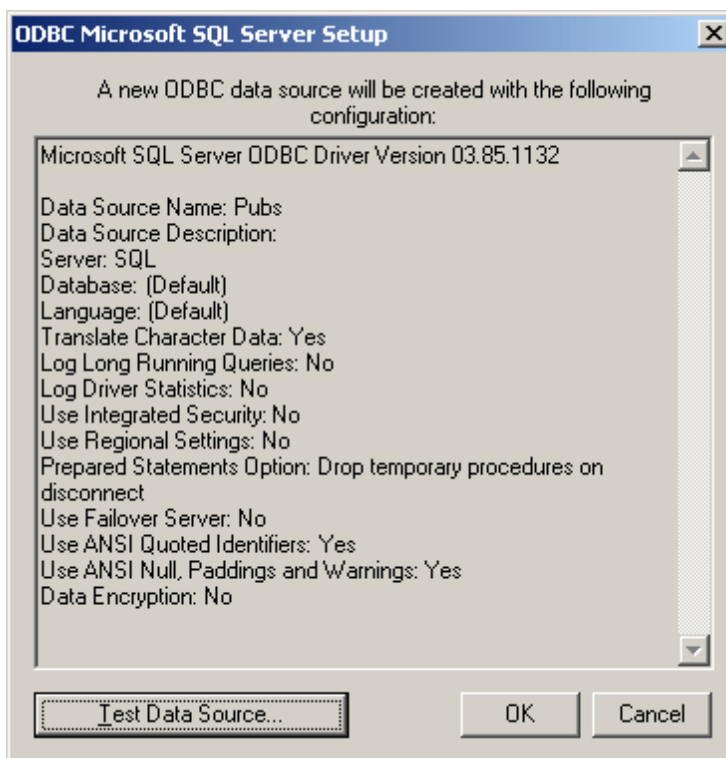 ODBC Microsoft SQL Server Setup
A new ODBC data source will be created with the following
configuration:
Microsoft SQL Server ODBC Driver Version 03.85.1132
Data Source Name: Pubs
Data Source Description:
Server: SQL
Database: (Default)
Language: (Default)
Translate Character Data: Yes
Log Long Running Queries: No
Log Driver Statistics: No
Use Integrated Security: No
Use Regional Settings: No
Prepared Statements Option: Drop temporary procedures on
disconnect
Use Failover Server: No
Use ANSI Quoted Identifiers: Yes
Use ANSI Null, Paddings and Warnings: Yes
Data Encryption: No
Test Data Source... OK Cancel